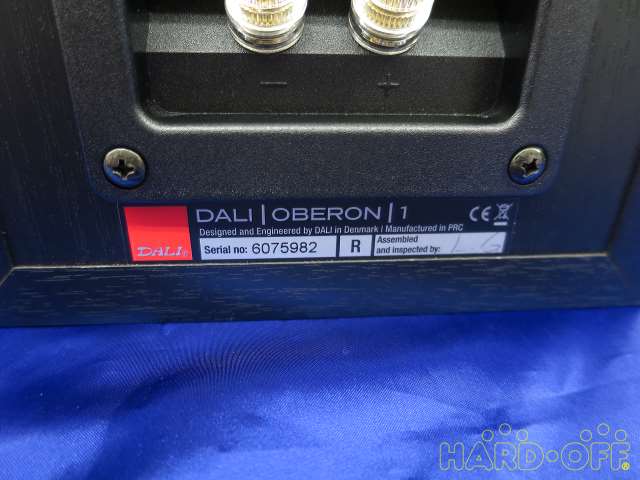 − +
DALI | OBERON | 1 CE
Designed and Engineered by DALI in Denmark | Manufactured in PRC
DALI®
Serial no: 6075982 R Assembled
and inspected by:
HARD·OFF